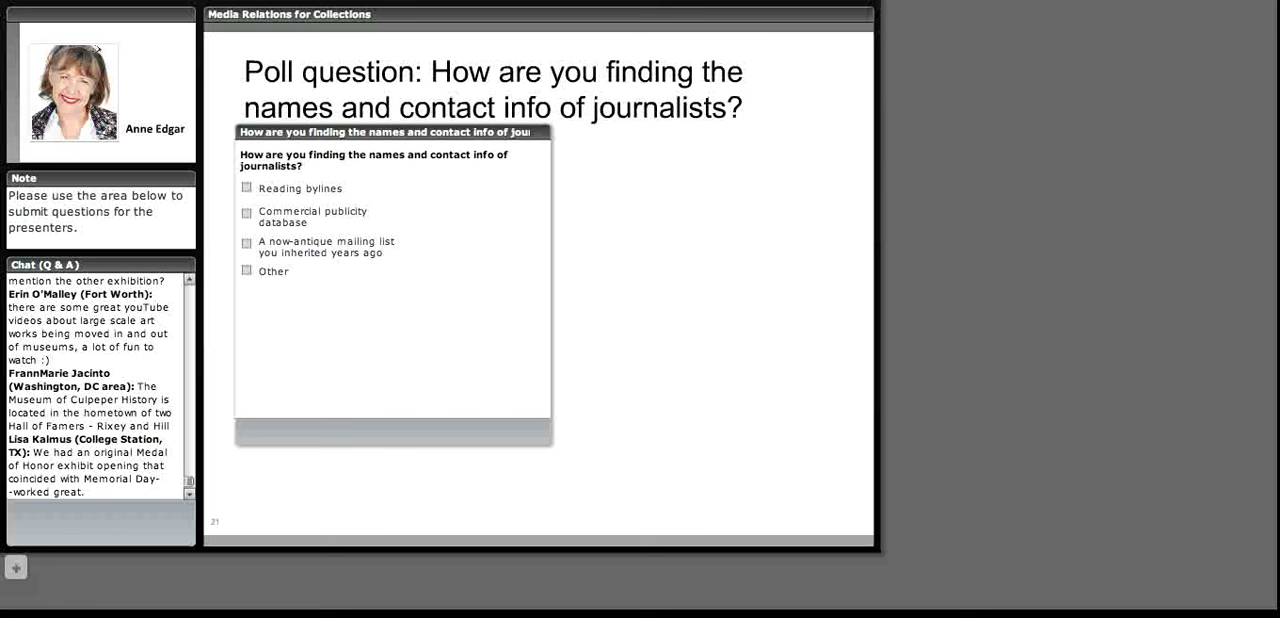 Media Relations for Collections
Anne Edgar
Note
Please use the area below to
submit questions for the
presenters.
Chat (Q & A)
mention the other exhibition?
Erin O'Malley (Fort Worth):
there are some great youTube
videos about large scale art
works being moved in and out
of museums, a lot of fun to
watch :)
FrannMarie Jacinto
(Washington, DC area): The
Museum of Culpeper History is
located in the hometown of two
Hall of Famers - Rixey and Hill
Lisa Kalmus (College Station,
TX): We had an original Medal
of Honor exhibit opening that
coincided with Memorial Day-
-worked great.
Poll question: How are you finding the
names and contact info of journalists?
How are you finding the names and contact info of jour
How are you finding the names and contact info of
journalists?
Reading bylines
Commercial publicity
database
A now-antique mailing list
you inherited years ago
Other
21